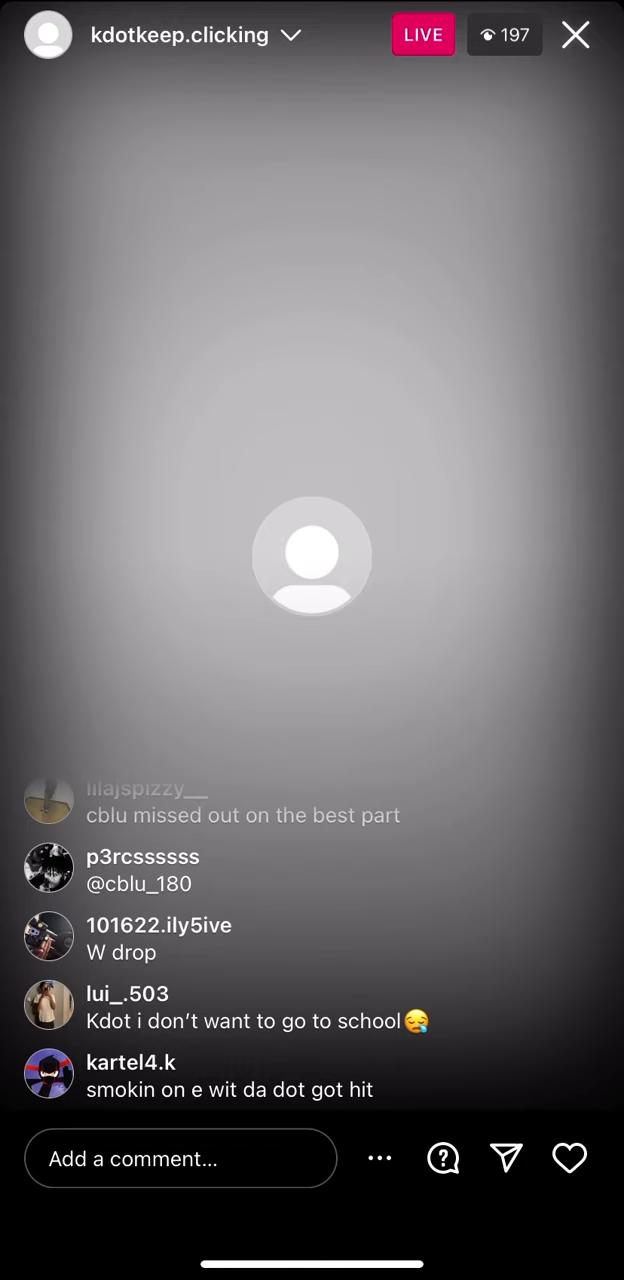 kdotkeep.clicking
LIVE
197
lilajspizzy__
cblu missed out on the best part
p3rcssssss
@cblu_180
101622.ily5ive
W drop
lui_.503
Kdot i don’t want to go to school😪
kartel4.k
smokin on e wit da dot got hit
Add a comment...